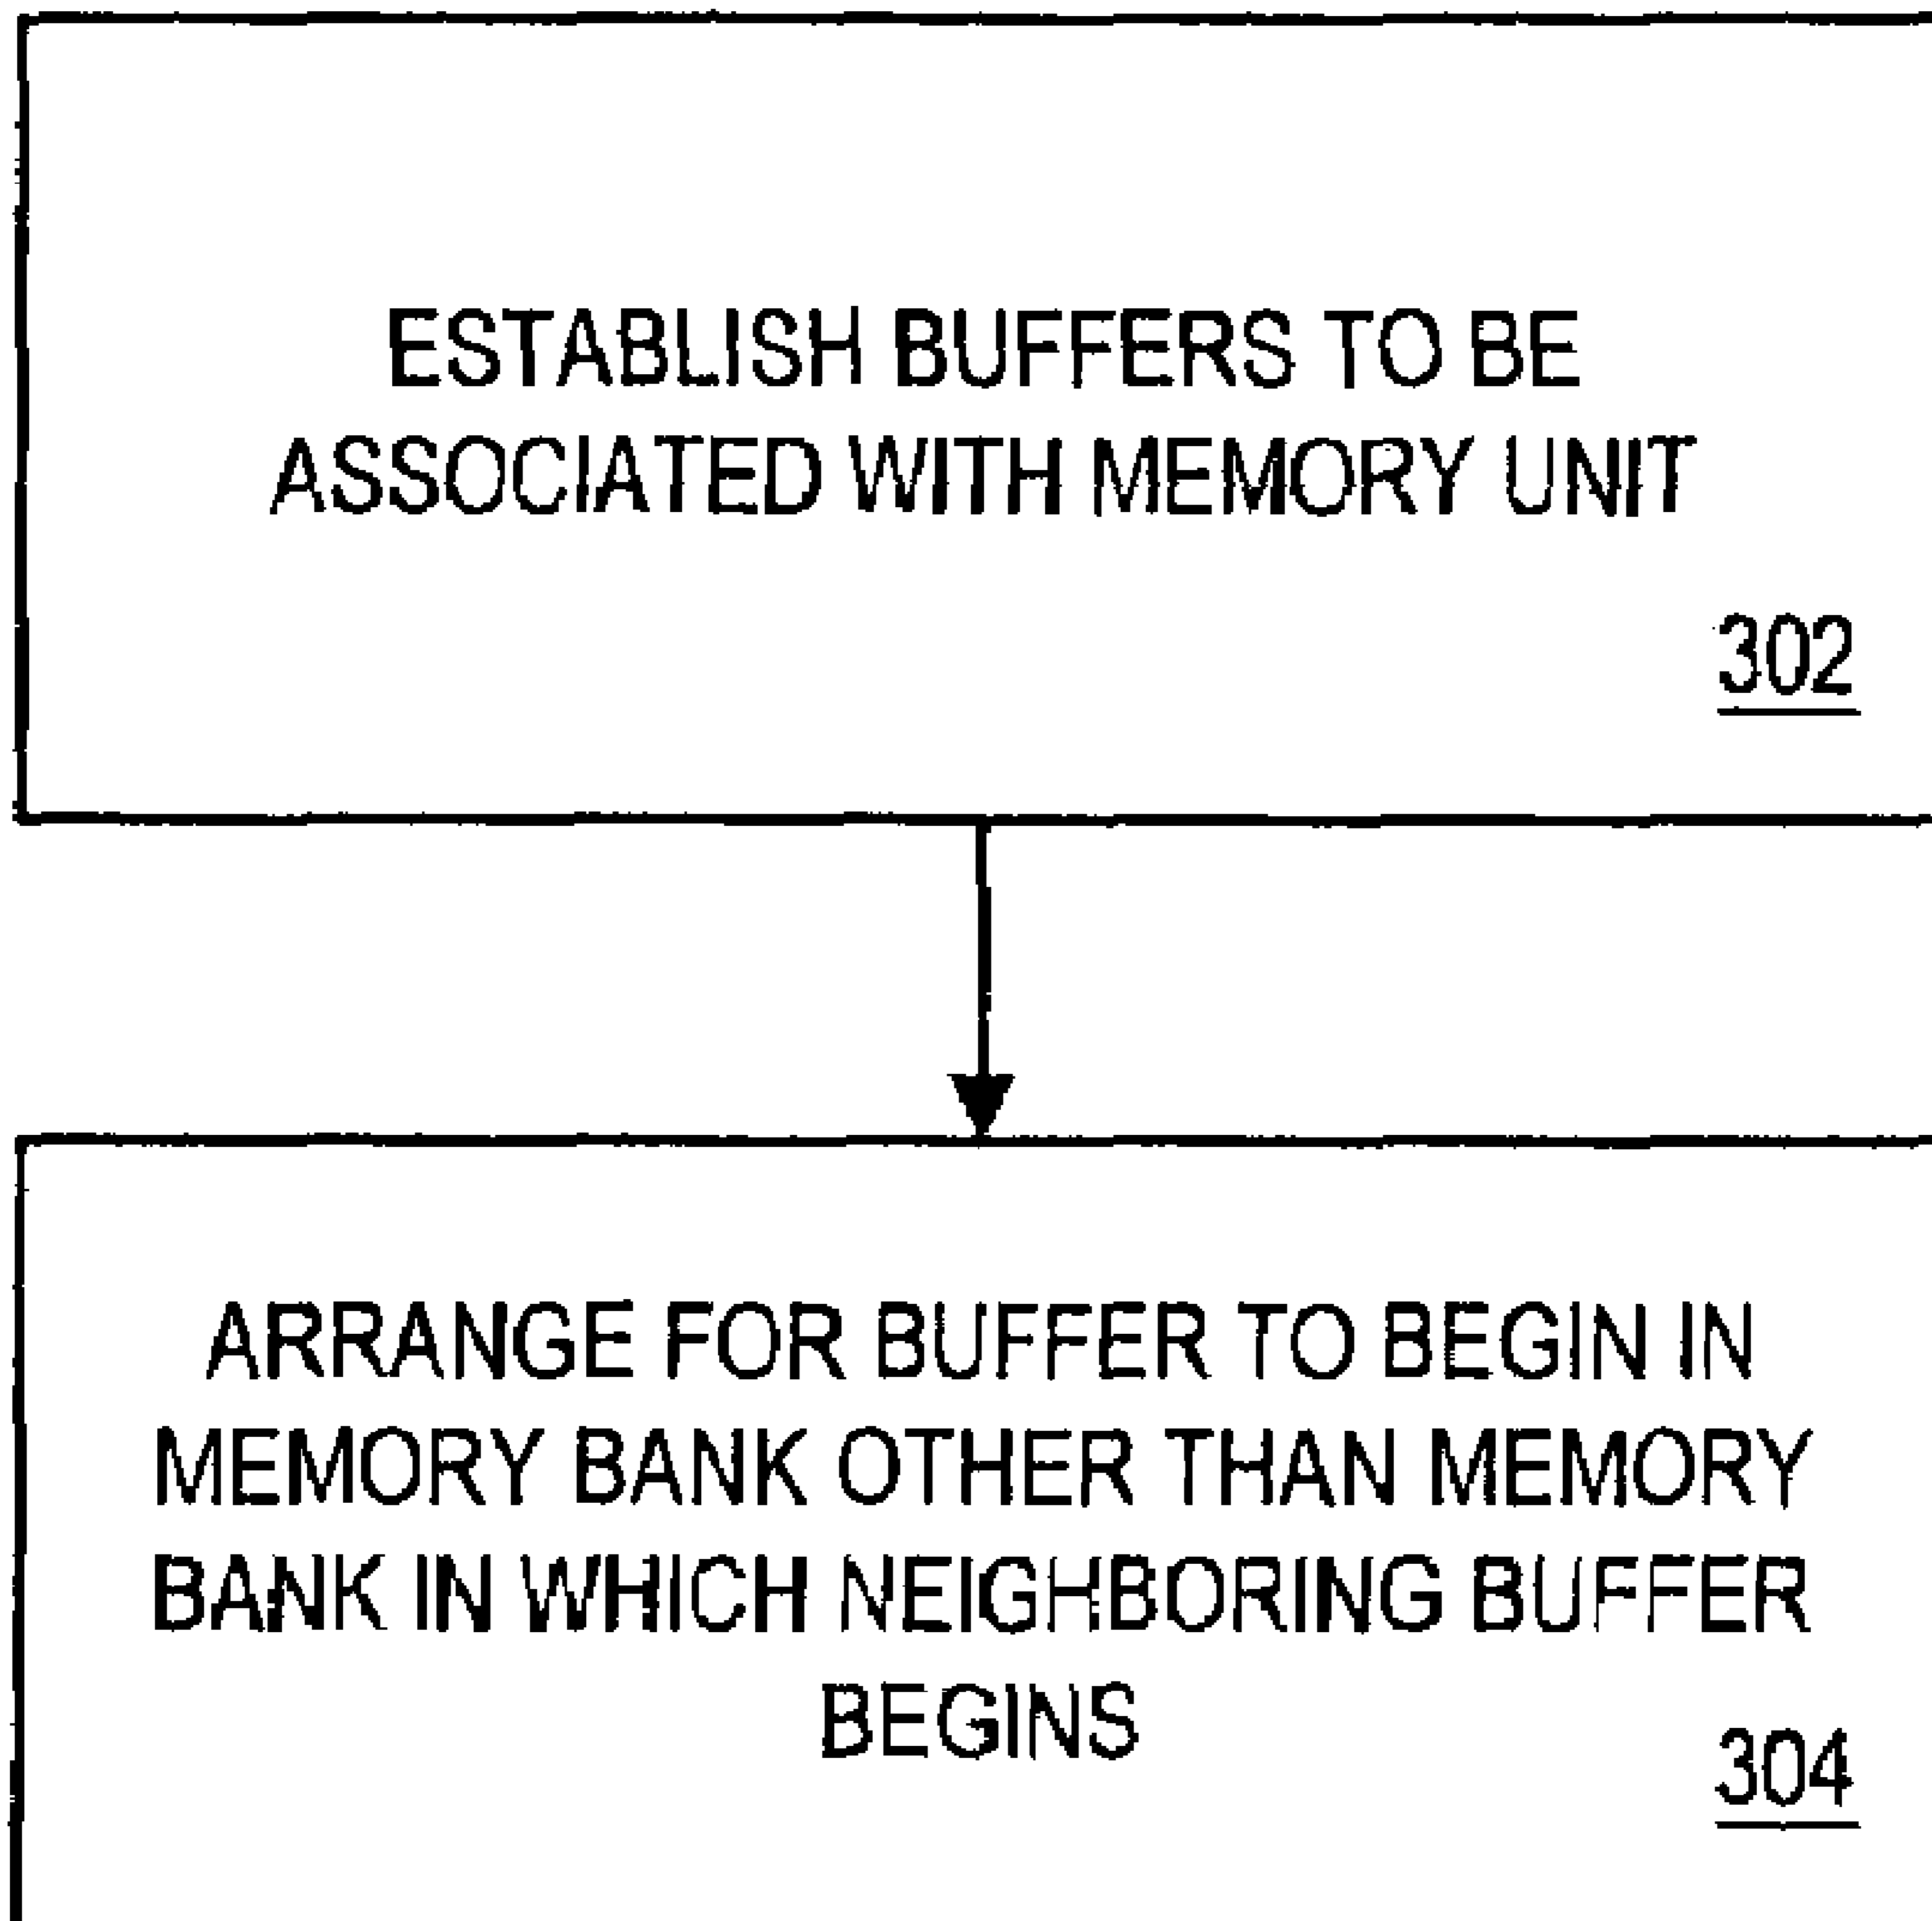 ESTABLISH BUFFERS TO BE
ASSOCIATED WITH MEMORY UNIT
302
ARRANGE FOR BUFFER TO BEGIN IN
MEMORY BANK OTHER THAN MEMORY
BANK IN WHICH NEIGHBORING BUFFER
BEGINS
304